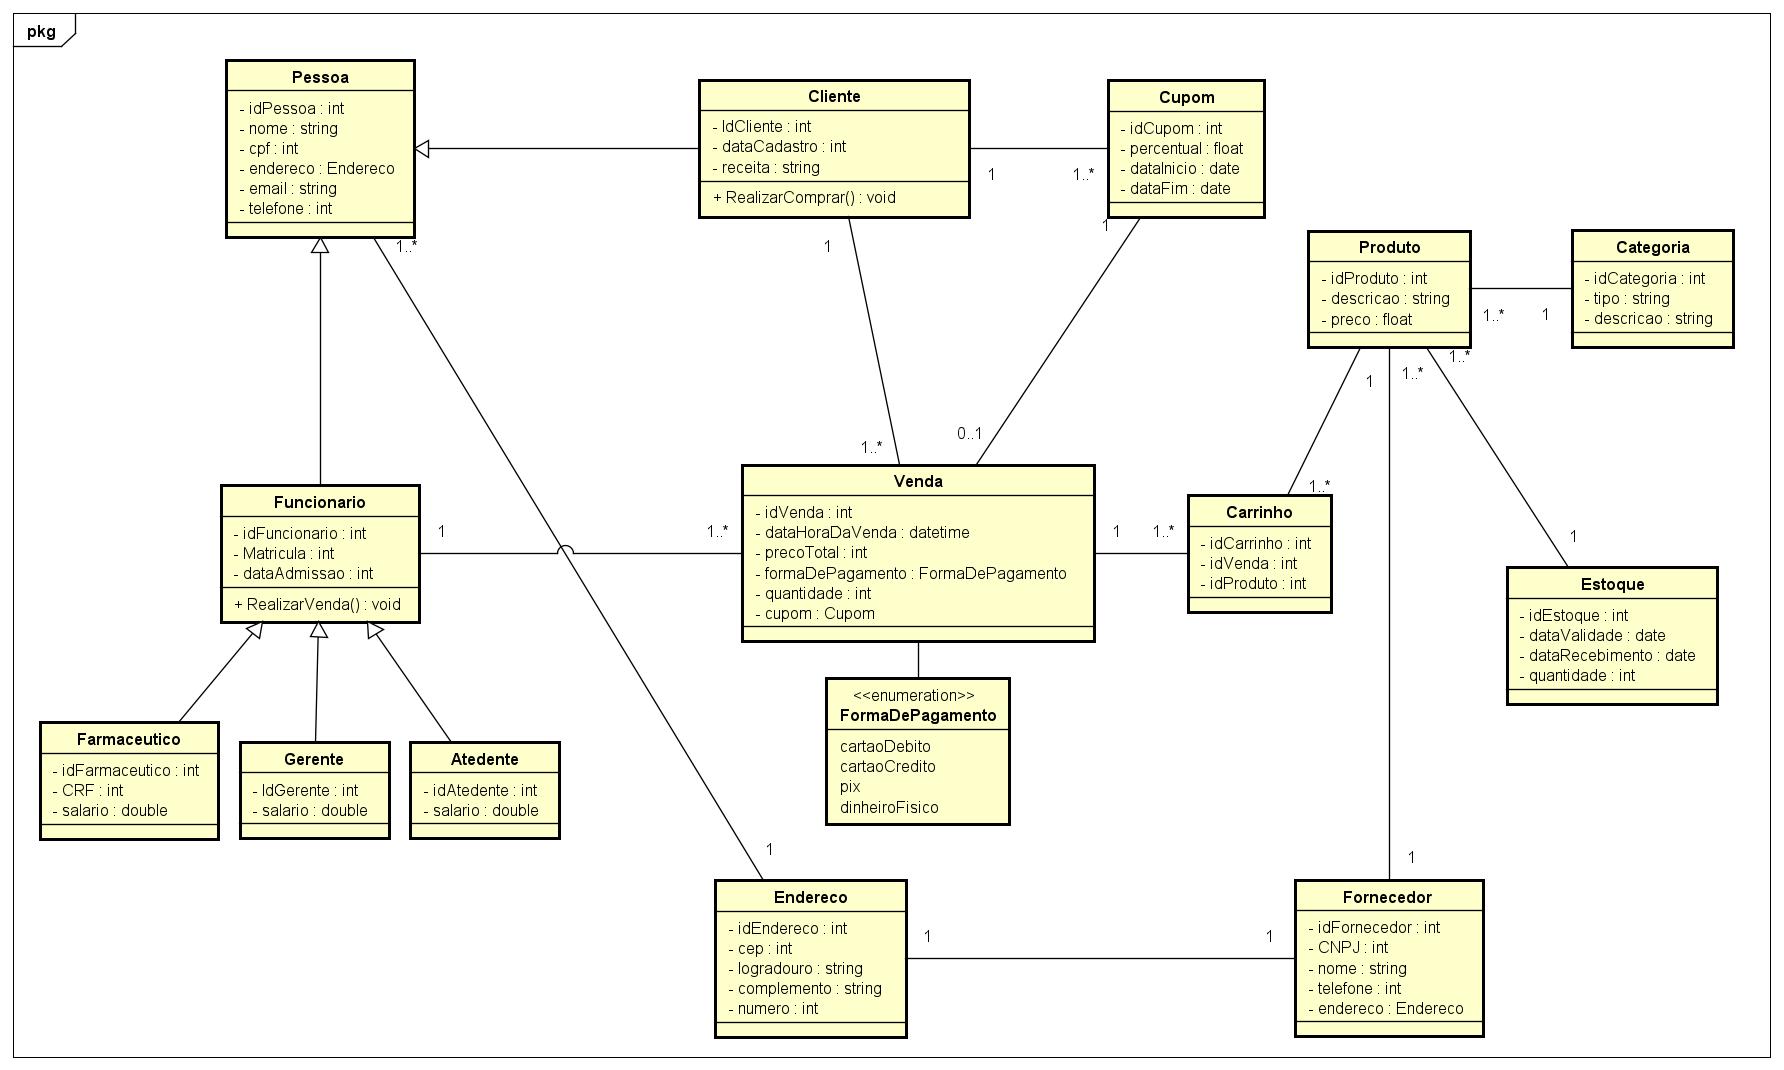 pkg
Pessoa
- idPessoa : int
- nome : string
- cpf : int
- endereco : Endereco
- email : string
- telefone : int
Cliente
- IdCliente : int
- dataCadastro : int
- receita : string
+ RealizarComprar() : void
Cupom
- idCupom : int
- percentual : float
- dataInicio : date
- dataFim : date
1
1..*
1..*
1
1
Produto
- idProduto : int
- descricao : string
- preco : float
Categoria
- idCategoria : int
- tipo : string
- descricao : string
1..*
1
1
1..*
1..*
1..*
0..1
Funcionario
- idFuncionario : int
- Matricula : int
- dataAdmissao : int
+ RealizarVenda() : void
1
1..*
Venda
- idVenda : int
- dataHoraDaVenda : datetime
- precoTotal : int
- formaDePagamento : FormaDePagamento
- quantidade : int
- cupom : Cupom
1
1..*
1..*
Carrinho
- idCarrinho : int
- idVenda : int
- idProduto : int
1
Estoque
- idEstoque : int
- dataValidade : date
- dataRecebimento : date
- quantidade : int
<<enumeration>>
FormaDePagamento
cartaoDebito
cartaoCredito
pix
dinheiroFisico
Farmaceutico
- idFarmaceutico : int
- CRF : int
- salario : double
Gerente
- IdGerente : int
- salario : double
Atedente
- idAtedente : int
- salario : double
1
1
Endereco
- idEndereco : int
- cep : int
- logradouro : string
- complemento : string
- numero : int
1
1
Fornecedor
- idFornecedor : int
- CNPJ : int
- nome : string
- telefone : int
- endereco : Endereco